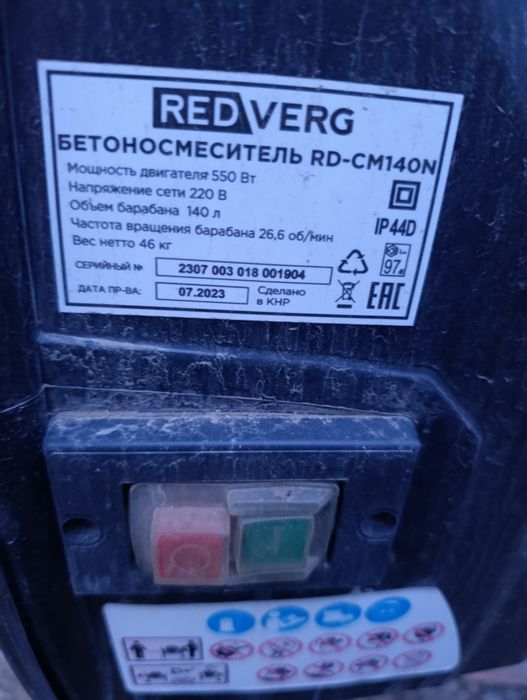 REDVERG
БЕТОНОСМЕСИТЕЛЬ RD-CM140N
Мощность двигателя 550 Вт
Напряжение сети 220 В
Объем барабана 140 л
Частота вращения барабана 26,6 об/мин
Вес нетто 46 кг
IP44D
СЕРИЙНЫЙ № 2307 003 018 001904
97
ДАТА ПР-ВА: 07.2023 Сделано в КНР
EAC